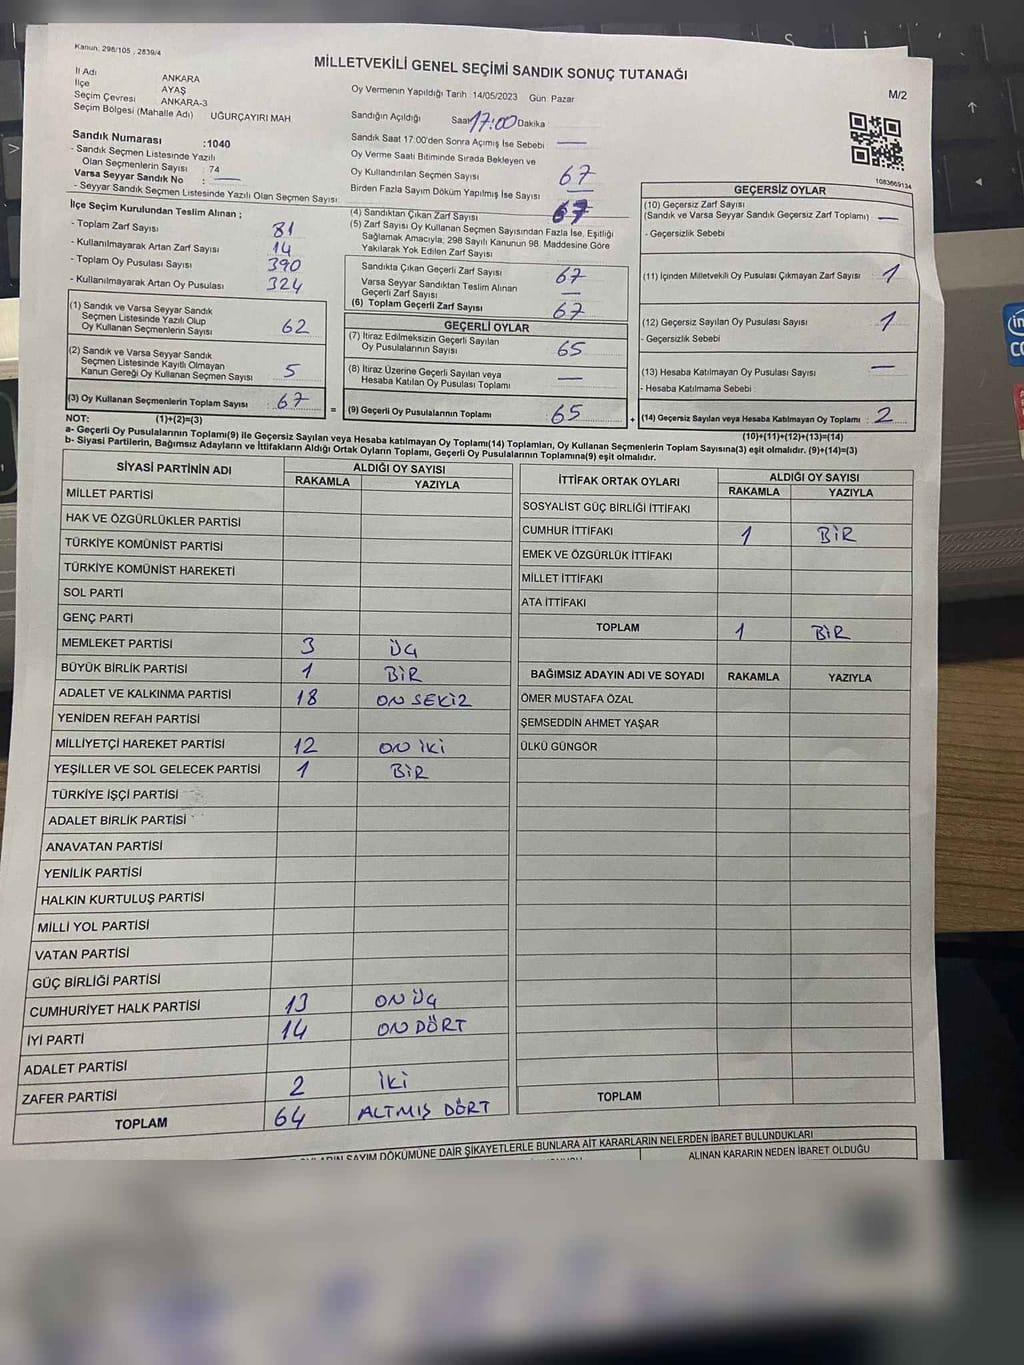 Kanun: 298/105 , 2839/4
MİLLETVEKİLİ GENEL SEÇİMİ SANDIK SONUÇ TUTANAĞI
M/2
İl Adı ANKARA
İlçe AYAŞ
Seçim Çevresi ANKARA-3
Seçim Bölgesi (Mahalle Adı) UĞURÇAYIRI MAH
Sandık Numarası :1040
- Sandık Seçmen Listesinde Yazılı
Olan Seçmenlerin Sayısı : 74
Varsa Seyyar Sandık No : —
- Seyyar Sandık Seçmen Listesinde Yazılı Olan Seçmen Sayısı:
İlçe Seçim Kurulundan Teslim Alınan ;
- Toplam Zarf Sayısı 81
- Kullanılmayarak Artan Zarf Sayısı 14
- Toplam Oy Pusulası Sayısı 390
- Kullanılmayarak Artan Oy Pusulası 324
(1) Sandık ve Varsa Seyyar Sandık
Seçmen Listesinde Yazılı Olup
Oy Kullanan Seçmenlerin Sayısı 62
(2) Sandık ve Varsa Seyyar Sandık
Seçmen Listesinde Kayıtlı Olmayan
Kanun Gereği Oy Kullanan Seçmen Sayısı 5
(3) Oy Kullanan Seçmenlerin Toplam Sayısı 67
(1)+(2)=(3)
Oy Vermenin Yapıldığı Tarih :14/05/2023 Gün: Pazar
Sandığın Açıldığı Saat 17:00 Dakika
Sandık Saat 17:00'den Sonra Açımış İse Sebebi —
Oy Verme Saati Bitiminde Sırada Bekleyen ve
Oy Kullandırılan Seçmen Sayısı 67
Birden Fazla Sayım Döküm Yapılmış İse Sayısı —
(4) Sandıktan Çıkan Zarf Sayısı 67
(5) Zarf Sayısı Oy Kullanan Seçmen Sayısından Fazla İse, Eşitliği
Sağlamak Amacıyla; 298 Sayılı Kanunun 98. Maddesine Göre
Yakılarak Yok Edilen Zarf Sayısı
Sandıkta Çıkan Geçerli Zarf Sayısı 67
Varsa Seyyar Sandıktan Teslim Alınan
Geçerli Zarf Sayısı —
(6) Toplam Geçerli Zarf Sayısı 67
GEÇERLİ OYLAR
(7) İtiraz Edilmeksizin Geçerli Sayılan
Oy Pusulalarının Sayısı 65
(8) İtiraz Üzerine Geçerli Sayılan veya
Hesaba Katılan Oy Pusulası Toplamı —
= (9) Geçerli Oy Pusulalarının Toplamı 65 +
1083669134
GEÇERSİZ OYLAR
(10) Geçersiz Zarf Sayısı
(Sandık ve Varsa Seyyar Sandık Geçersiz Zarf Toplamı) —
- Geçersizlik Sebebi
(11) İçinden Milletvekili Oy Pusulası Çıkmayan Zarf Sayısı 1
(12) Geçersiz Sayılan Oy Pusulası Sayısı 1
- Geçersizlik Sebebi
(13) Hesaba Katılmayan Oy Pusulası Sayısı —
- Hesaba Katılmama Sebebi
(14) Geçersiz Sayılan veya Hesaba Katılmayan Oy Toplamı : 2
(10)+(11)+(12)+(13)=(14)
NOT:
a- Geçerli Oy Pusulalarının Toplamı(9) ile Geçersiz Sayılan veya Hesaba katılmayan Oy Toplamı(14) Toplamları, Oy Kullanan Seçmenlerin Toplam Sayısına(3) eşit olmalıdır. (9)+(14)=(3)
b- Siyasi Partilerin, Bağımsız Adayların ve İttifakların Aldığı Ortak Oyların Toplamı, Geçerli Oy Pusulalarının Toplamına(9) eşit olmalıdır.
SİYASİ PARTİNİN ADI ALDIĞI OY SAYISI
RAKAMLA YAZIYLA
MİLLET PARTİSİ
HAK VE ÖZGÜRLÜKLER PARTİSİ
TÜRKİYE KOMÜNİST PARTİSİ
TÜRKİYE KOMÜNİST HAREKETİ
SOL PARTİ
GENÇ PARTİ
MEMLEKET PARTİSİ 3 ÜÇ
BÜYÜK BİRLİK PARTİSİ 1 BİR
ADALET VE KALKINMA PARTİSİ 18 ON SEKİZ
YENİDEN REFAH PARTİSİ
MİLLİYETÇİ HAREKET PARTİSİ 12 ON İKİ
YEŞİLLER VE SOL GELECEK PARTİSİ 1 BİR
TÜRKİYE İŞÇİ PARTİSİ
ADALET BİRLİK PARTİSİ
ANAVATAN PARTİSİ
YENİLİK PARTİSİ
HALKIN KURTULUŞ PARTİSİ
MİLLİ YOL PARTİSİ
VATAN PARTİSİ
GÜÇ BİRLİĞİ PARTİSİ
CUMHURİYET HALK PARTİSİ 13 ON ÜÇ
İYİ PARTİ 14 ON DÖRT
ADALET PARTİSİ
ZAFER PARTİSİ 2 İKİ
TOPLAM 64 ALTMIŞ DÖRT
İTTİFAK ORTAK OYLARI ALDIĞI OY SAYISI
RAKAMLA YAZIYLA
SOSYALİST GÜÇ BİRLİĞİ İTTİFAKI
CUMHUR İTTİFAKI 1 BİR
EMEK VE ÖZGÜRLÜK İTTİFAKI
MİLLET İTTİFAKI
ATA İTTİFAKI
TOPLAM 1 BİR
BAĞIMSIZ ADAYIN ADI VE SOYADI RAKAMLA YAZIYLA
ÖMER MUSTAFA ÖZAL
ŞEMSEDDİN AHMET YAŞAR
ÜLKÜ GÜNGÖR
TOPLAM
SAYIM DÖKÜMÜNE DAİR ŞİKAYETLERLE BUNLARA AİT KARARLARIN NELERDEN İBARET BULUNDUKLARI
ALINAN KARARIN NEDEN İBARET OLDUĞU